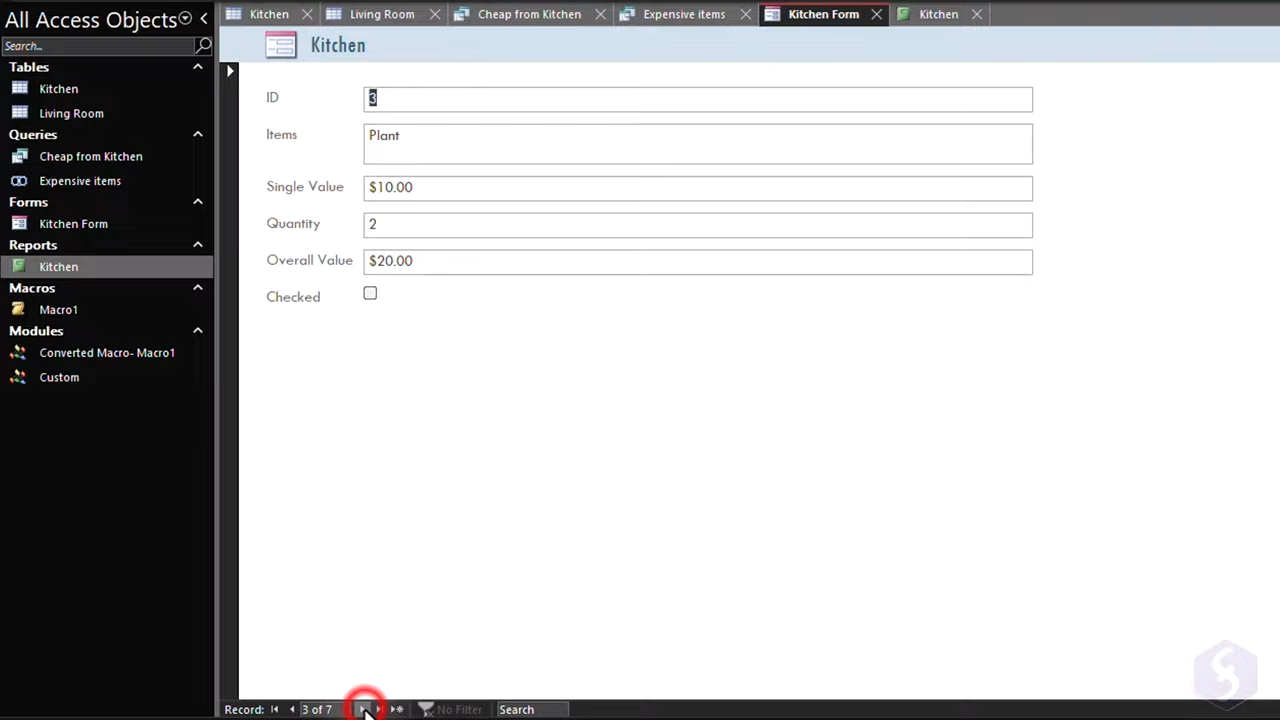 All Access Objects
Search...
Tables
Kitchen
Living Room
Queries
Cheap from Kitchen
Expensive items
Forms
Kitchen Form
Reports
Kitchen
Macros
Macro1
Modules
Converted Macro- Macro1
Custom
Kitchen Living Room Cheap from Kitchen Expensive items Kitchen Form Kitchen
Kitchen
ID 3
Items Plant
Single Value $10.00
Quantity 2
Overall Value $20.00
Checked
Record: 3 of 7 No Filter Search